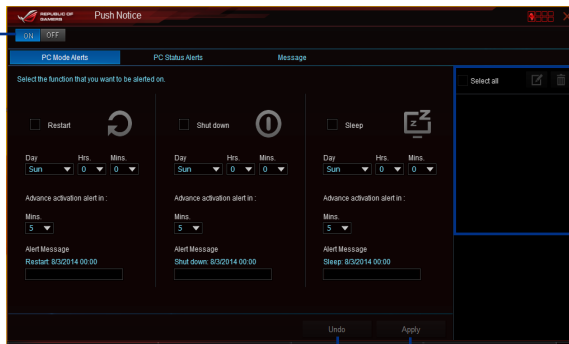 REPUBLIC OF GAMERS
Push Notice
ON OFF
PC Mode Alerts PC Status Alerts Message
Select the function that you want to be alerted on.
Select all
Restart Shut down Sleep
Day Hrs. Mins. Day Hrs. Mins. Day Hrs. Mins.
Sun 0 0 Sun 0 0 Sun 0 0
Advance activation alert in : Advance activation alert in : Advance activation alert in :
Mins. Mins. Mins.
5 5 5
Alert Message Alert Message Alert Message
Restart: 8/3/2014 00:00 Shut down: 8/3/2014 00:00 Sleep: 8/3/2014 00:00
Undo Apply